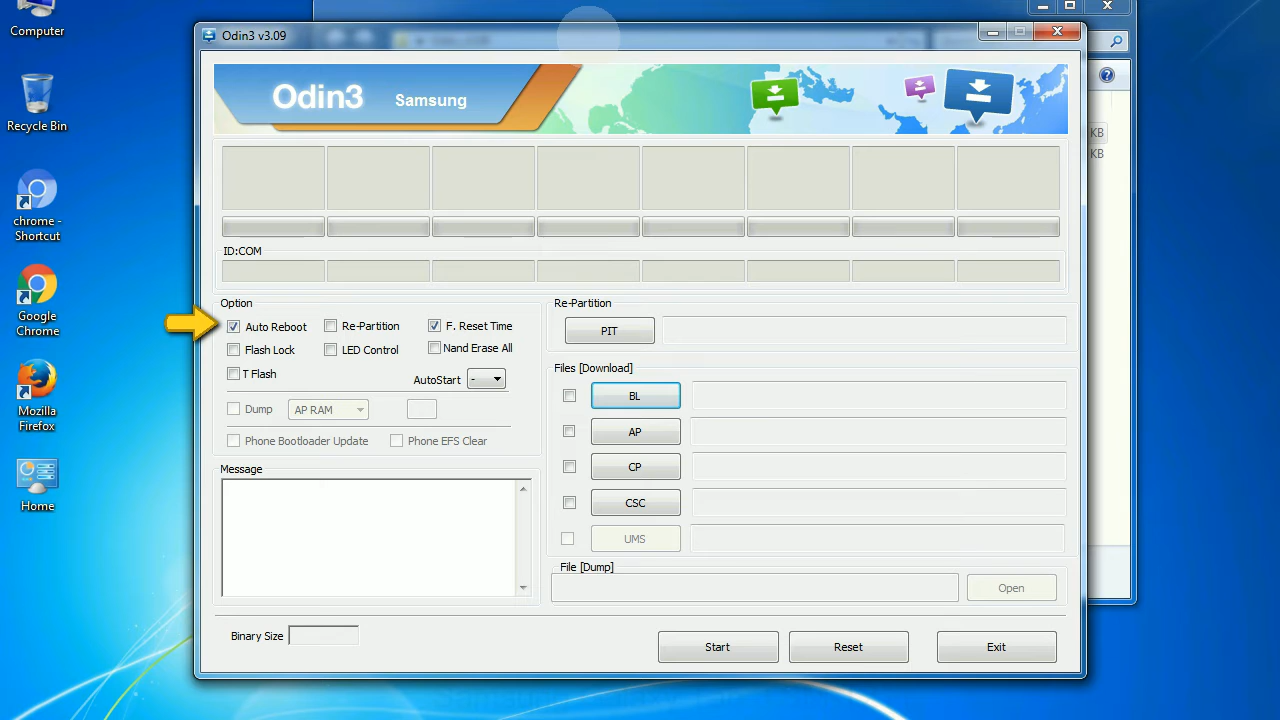 Computer
Recycle Bin
chrome -
Shortcut
Google
Chrome
Mozilla
Firefox
Home
Odin3 v3.09
Odin3 Samsung
KB
KB
ID:COM
Option
Auto Reboot Re-Partition F. Reset Time
Flash Lock LED Control Nand Erase All
T Flash AutoStart -
Dump AP RAM
Phone Bootloader Update Phone EFS Clear
Message
Re-Partition
PIT
Files [Download]
BL
AP
CP
CSC
UMS
File [Dump]
Open
Binary Size
Start Reset Exit